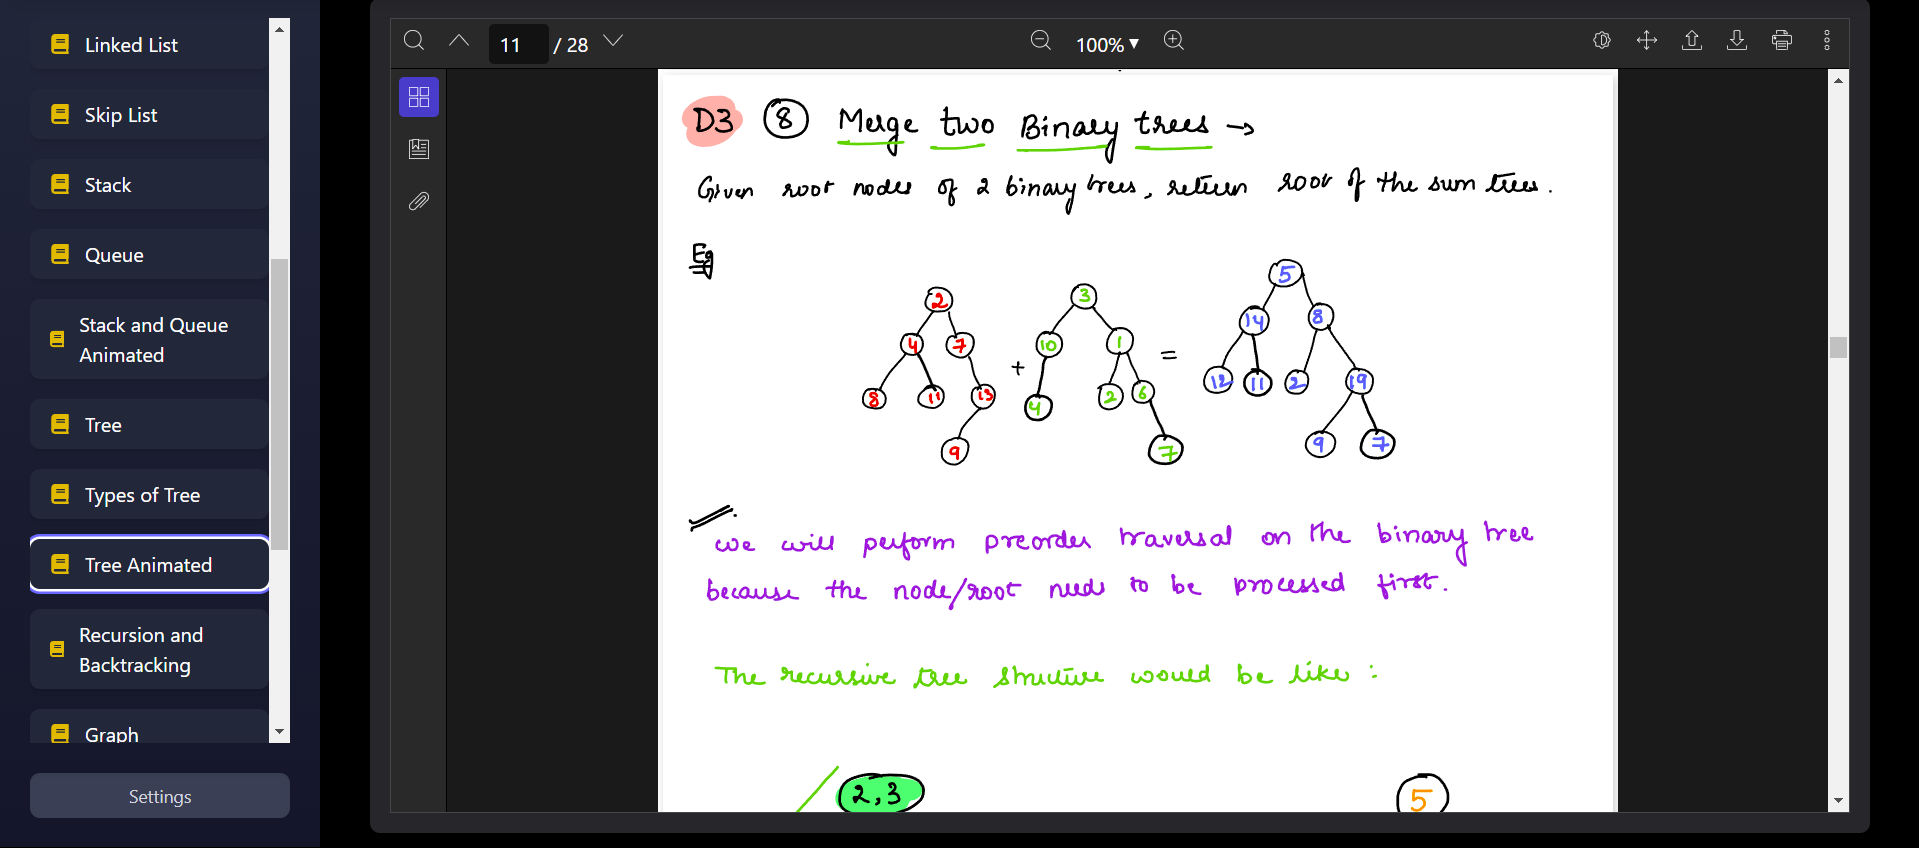 Linked List
Skip List
Stack
Queue
Stack and Queue
Animated
Tree
Types of Tree
Tree Animated
Recursion and
Backtracking
Graph
Settings
11 / 28
100%
D3 8 Merge two Binary trees →
Given root nodes of 2 binary trees, return root of the sum trees.
Eg
2
4 7
8 11 13
9
+
3
10 1
4 2 6
7
=
5
14 8
12 11 2 19
9 7
we will perform preorder traversal on the binary tree
because the node/root needs to be processed first.
The recursive tree structure would be like :
2,3
5